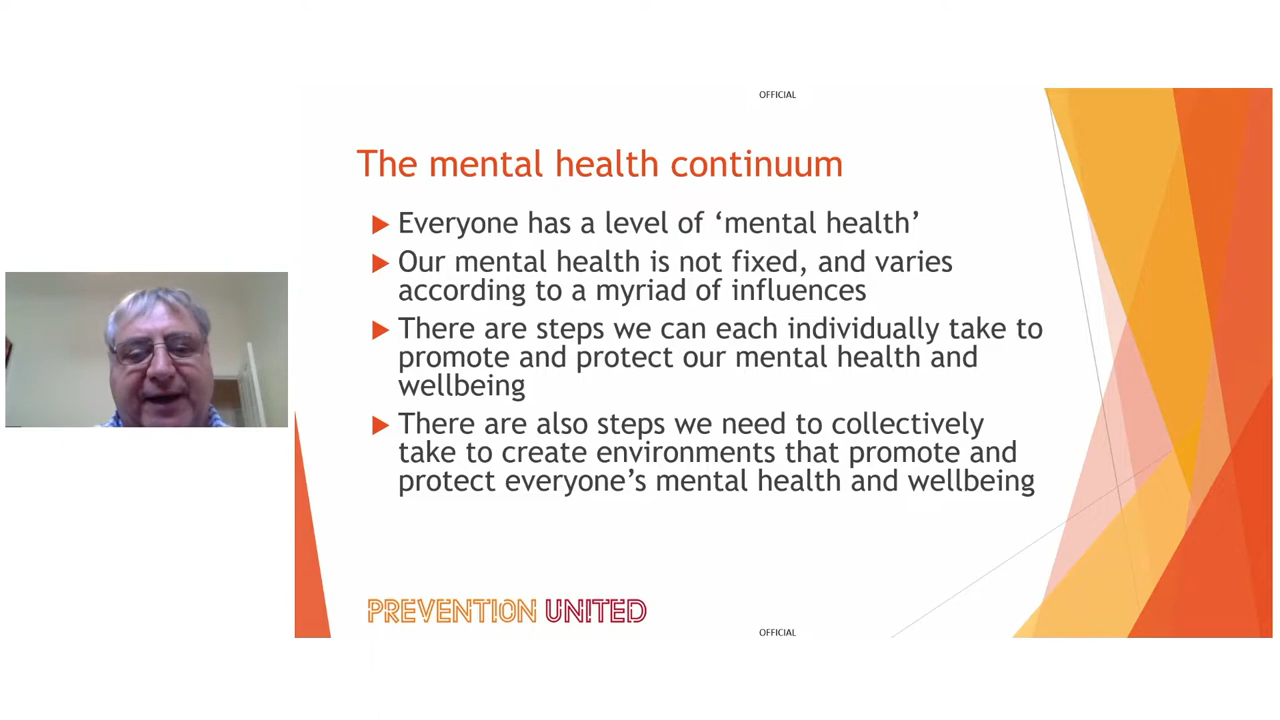 OFFICIAL
The mental health continuum
Everyone has a level of ‘mental health’
Our mental health is not fixed, and varies
according to a myriad of influences
There are steps we can each individually take to
promote and protect our mental health and
wellbeing
There are also steps we need to collectively
take to create environments that promote and
protect everyone’s mental health and wellbeing
PREVENTION UNITED
OFFICIAL